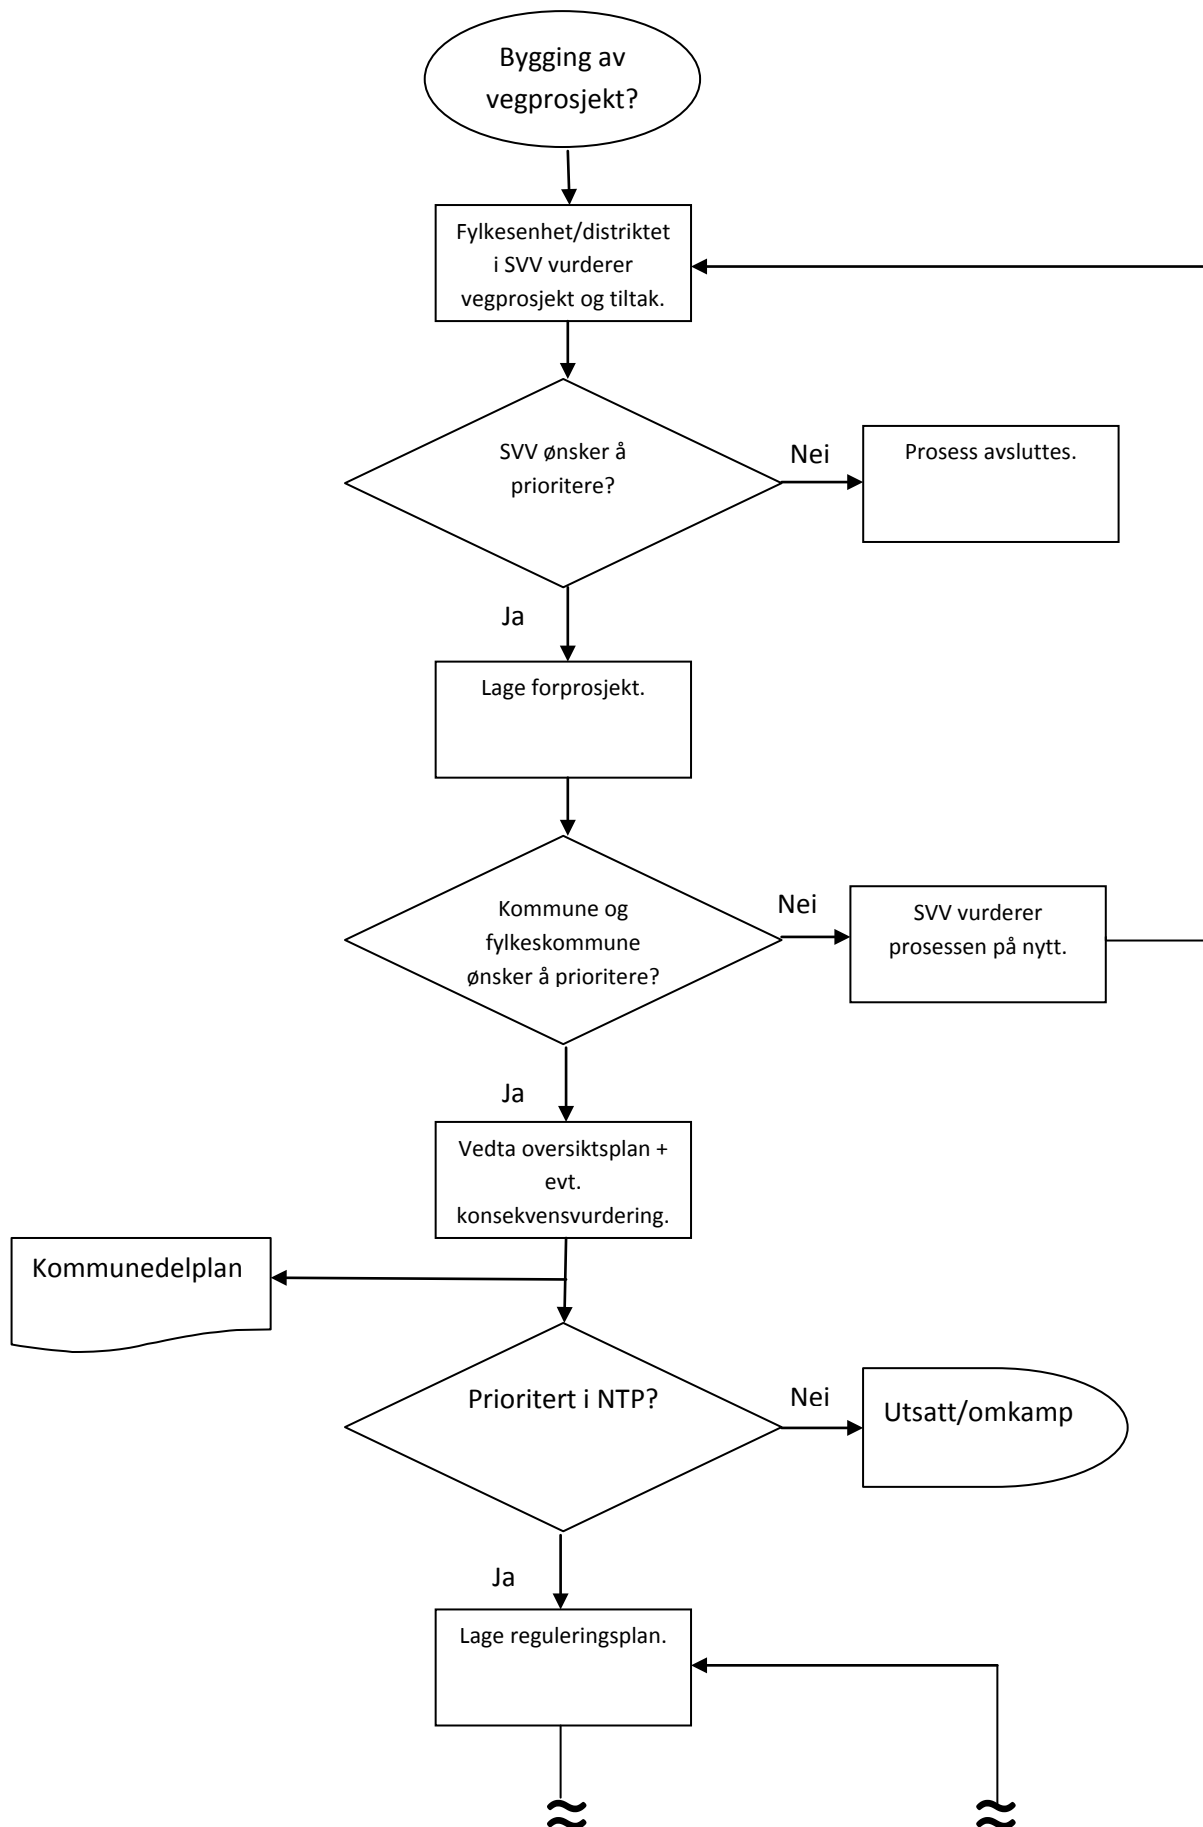 Bygging av
vegprosjekt?
Fylkesenhet/distriktet
i SVV vurderer
vegprosjekt og tiltak.
SVV ønsker å
prioritere?
Nei
Prosess avsluttes.
Ja
Lage forprosjekt.
Kommune og
fylkeskommune
ønsker å prioritere?
Nei
SVV vurderer
prosessen på nytt.
Ja
Vedta oversiktsplan +
evt.
konsekvensvurdering.
Kommunedelplan
Prioritert i NTP?
Nei
Utsatt/omkamp
Ja
Lage reguleringsplan.